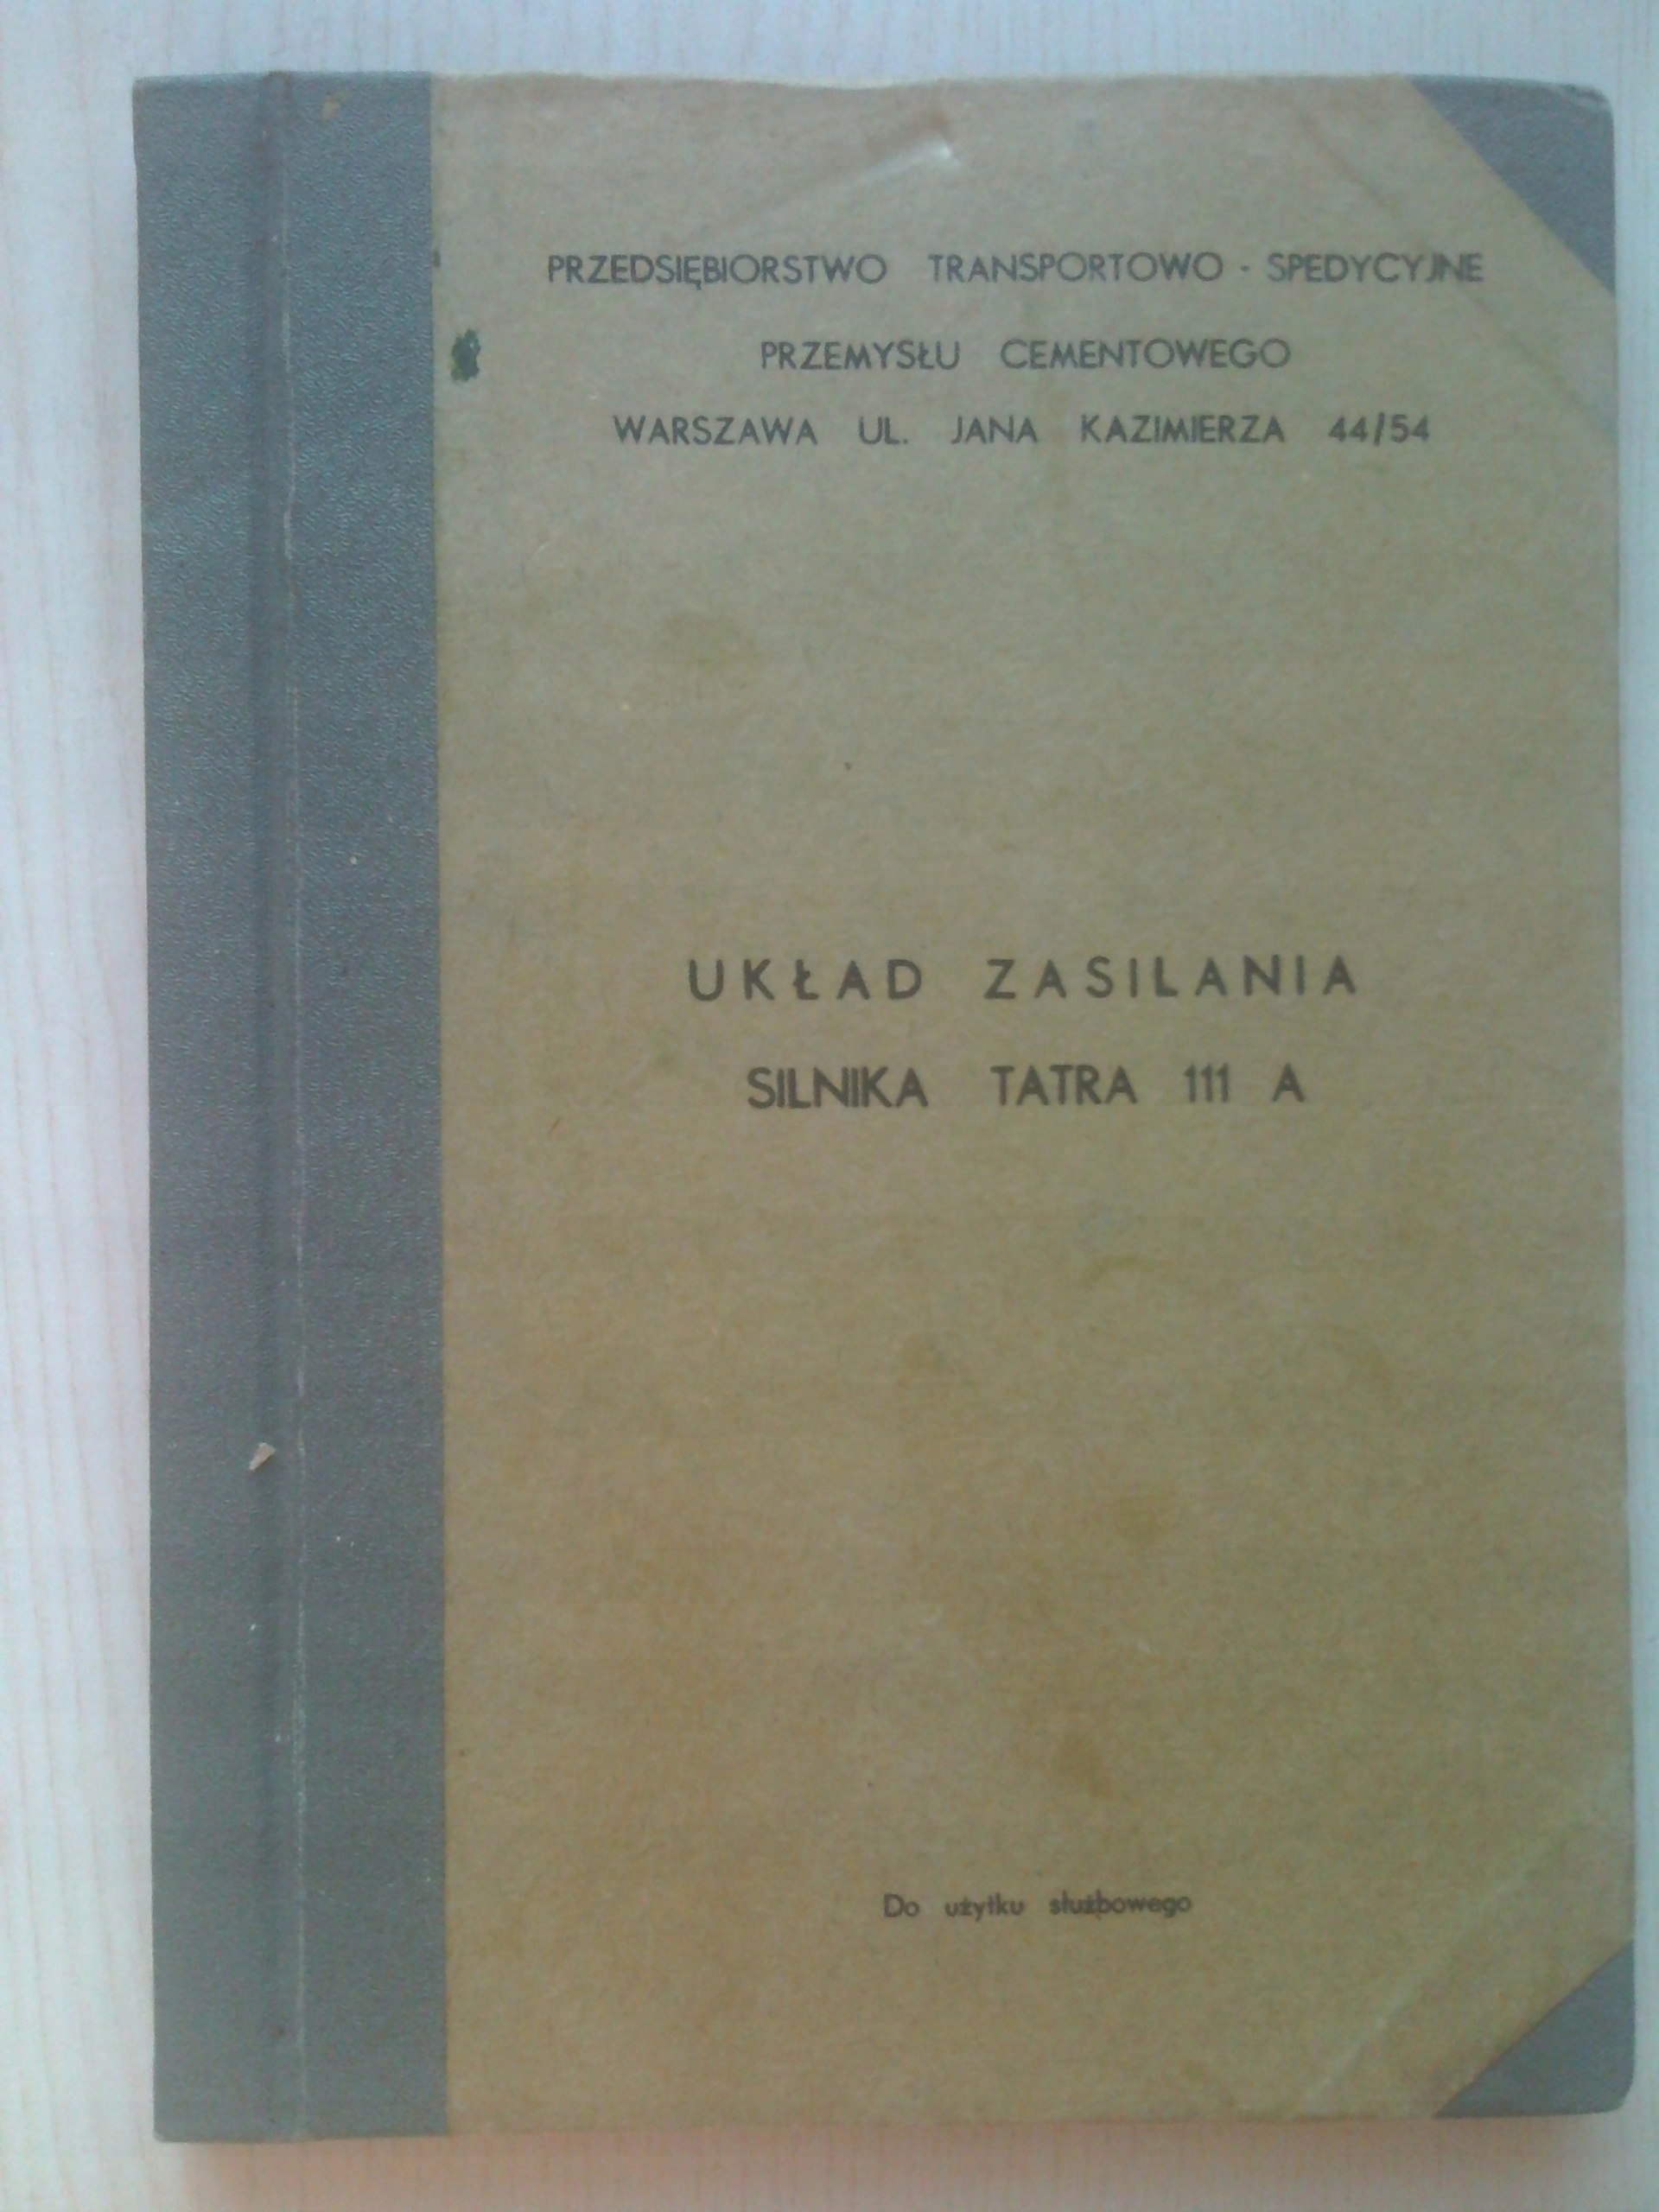 PRZEDSIĘBIORSTWO TRANSPORTOWO - SPEDYCYJNE
PRZEMYSŁU CEMENTOWEGO
WARSZAWA UL. JANA KAZIMIERZA 44/54
UKŁAD ZASILANIA
SILNIKA TATRA 111 A
Do użytku służbowego